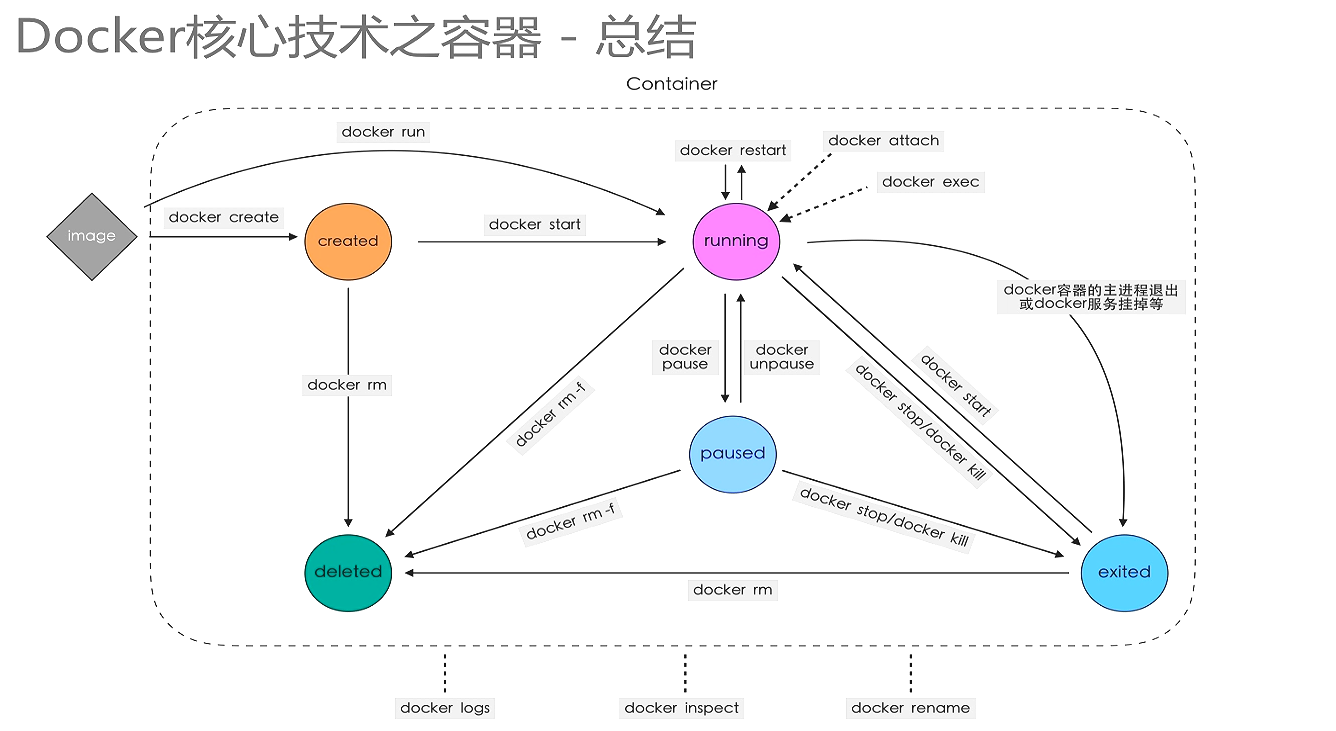 Docker核心技术之容器 - 总结
Container
docker run
docker restart
docker attach
docker exec
docker create
docker start
image
created
running
docker容器的主进程退出
或docker服务挂掉等
docker
pause
docker
unpause
docker start
docker stop/docker kill
docker rm
docker rm -f
paused
docker rm -f
docker stop/docker kill
deleted
exited
docker rm
docker logs
docker inspect
docker rename